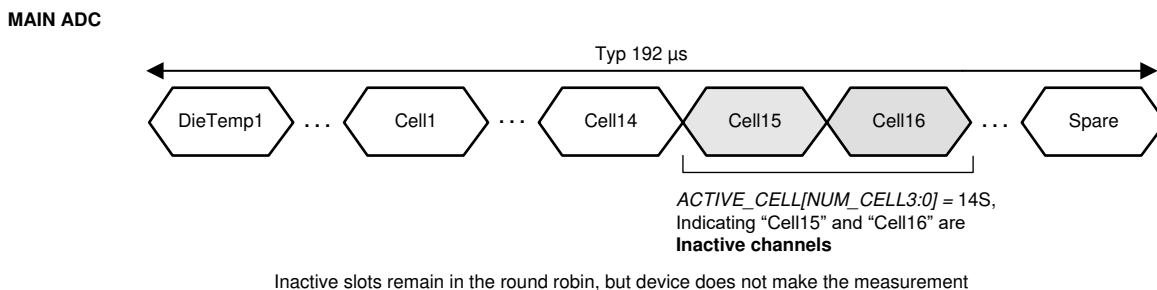 MAIN ADC
Typ 192 µs
DieTemp1 ... Cell1 ... Cell14 Cell15 Cell16 ... Spare
ACTIVE_CELL[NUM_CELL3:0] = 14S,
Indicating “Cell15” and “Cell16” are
Inactive channels
Inactive slots remain in the round robin, but device does not make the measurement